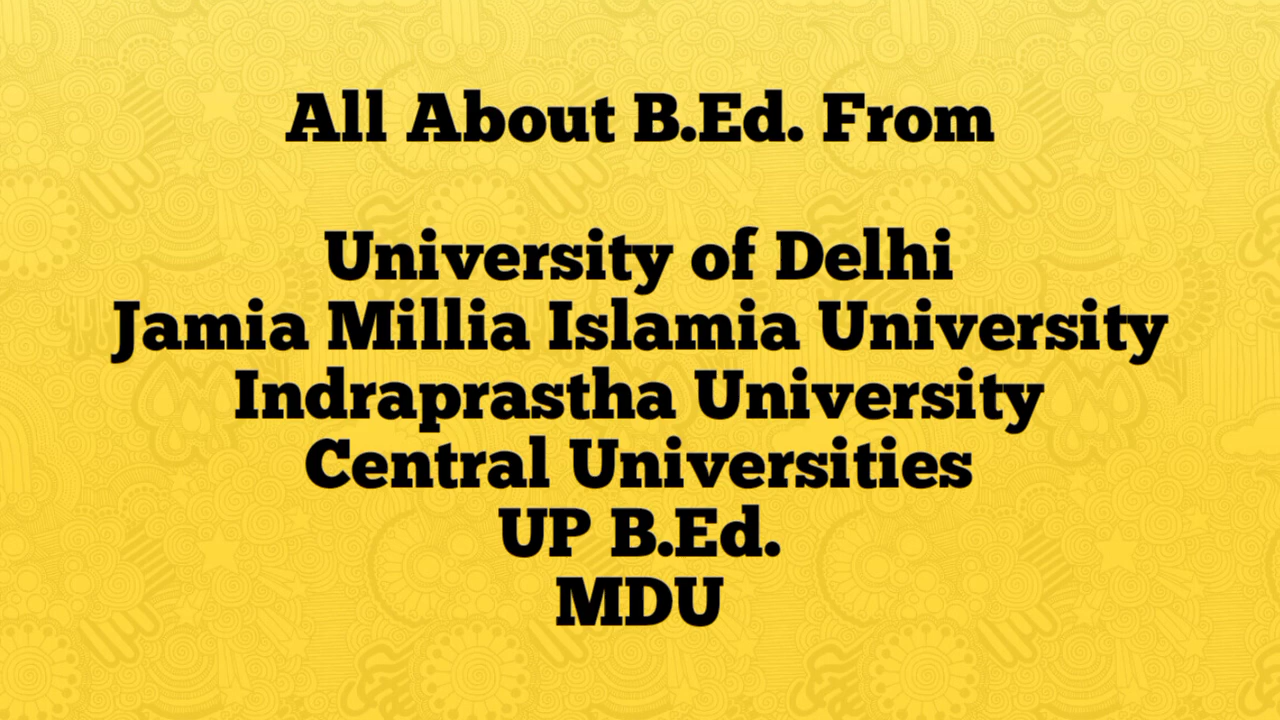 All About B.Ed. From
University of Delhi
Jamia Millia Islamia University
Indraprastha University
Central Universities
UP B.Ed.
MDU